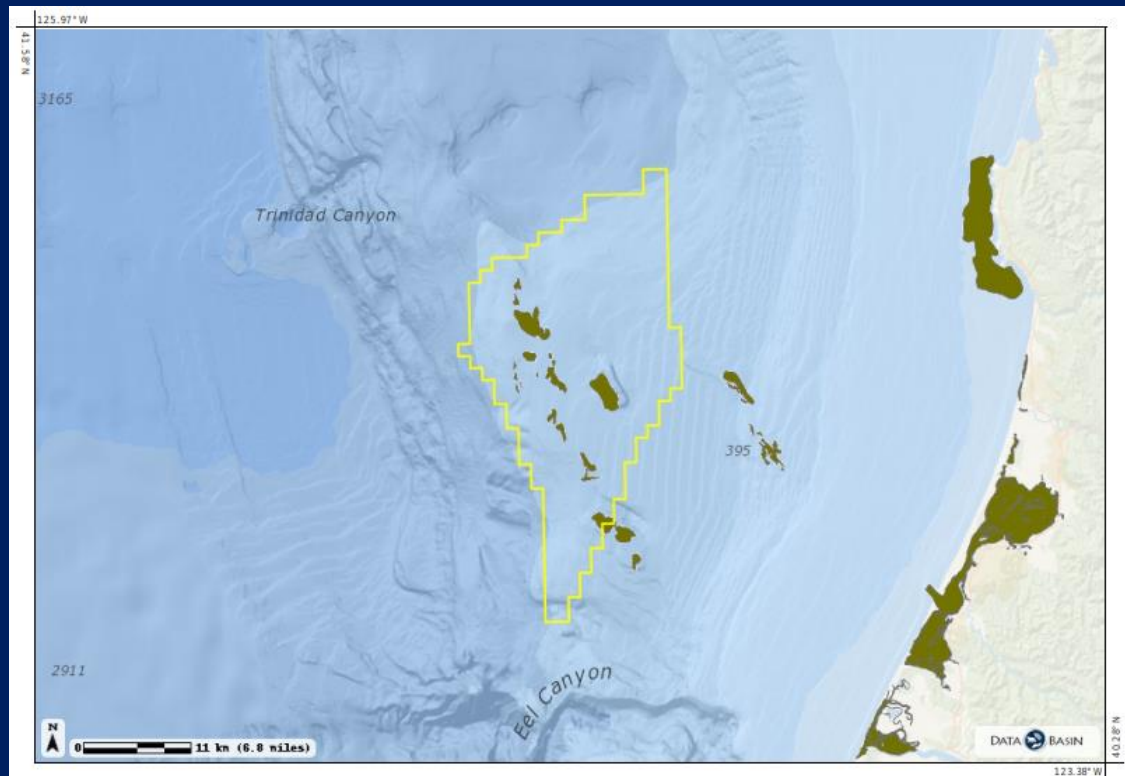 125.97° W
41.58° N
3165
Trinidad Canyon
395
2911
Eel Canyon
N
0 11 km (6.8 miles)
DATA BASIN
40.28° N
123.38° W